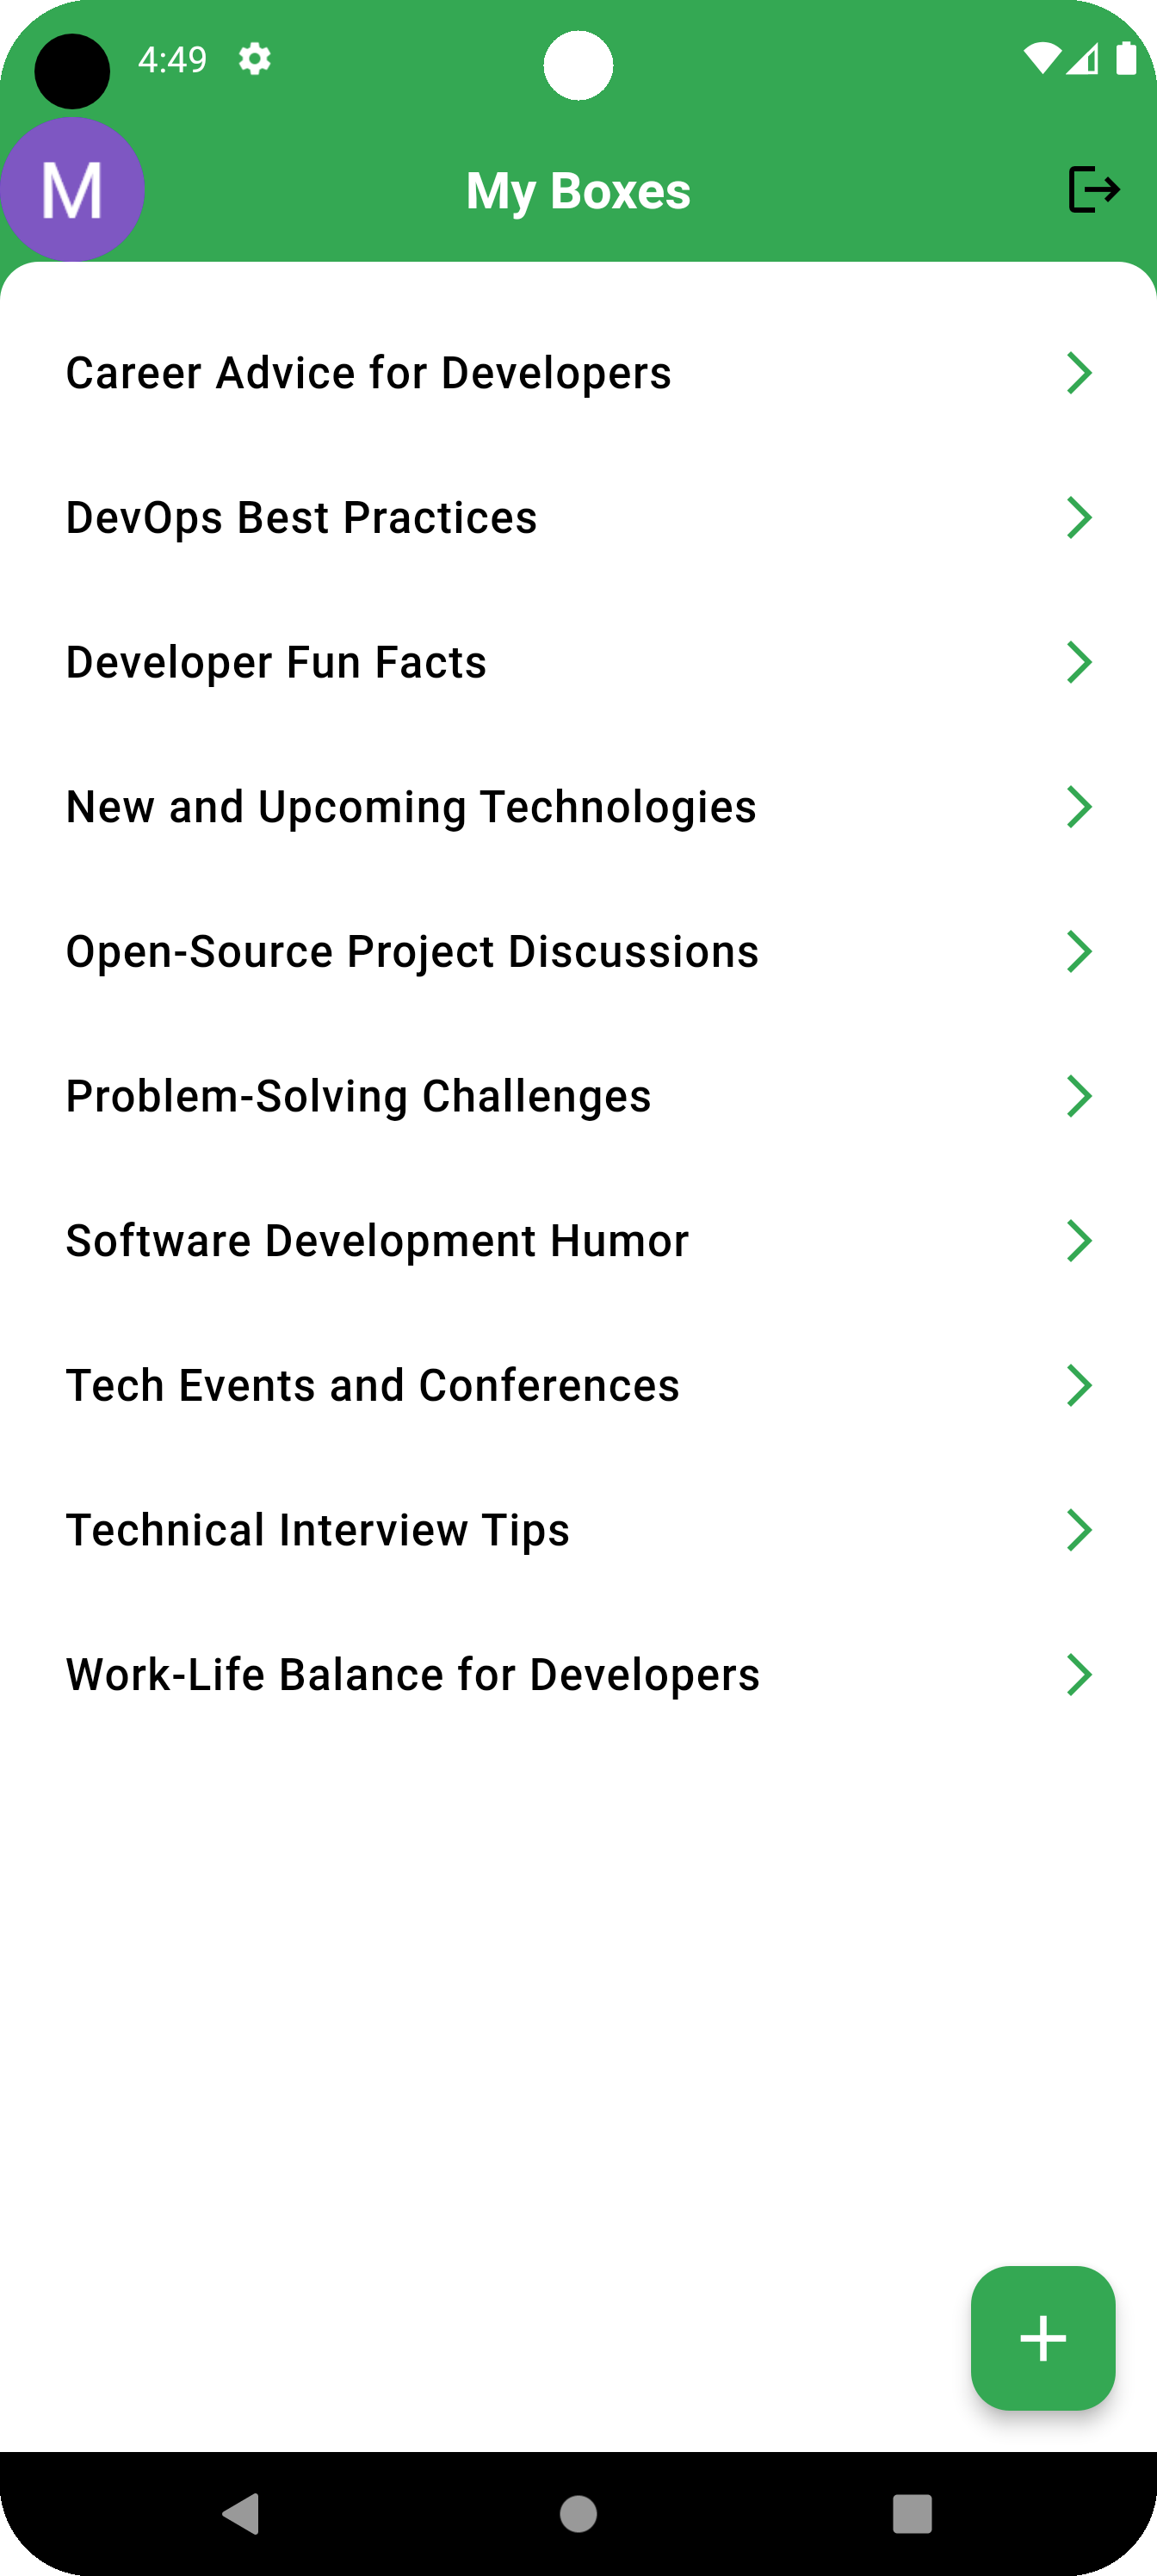 4:49
M
My Boxes
Career Advice for Developers
DevOps Best Practices
Developer Fun Facts
New and Upcoming Technologies
Open-Source Project Discussions
Problem-Solving Challenges
Software Development Humor
Tech Events and Conferences
Technical Interview Tips
Work-Life Balance for Developers